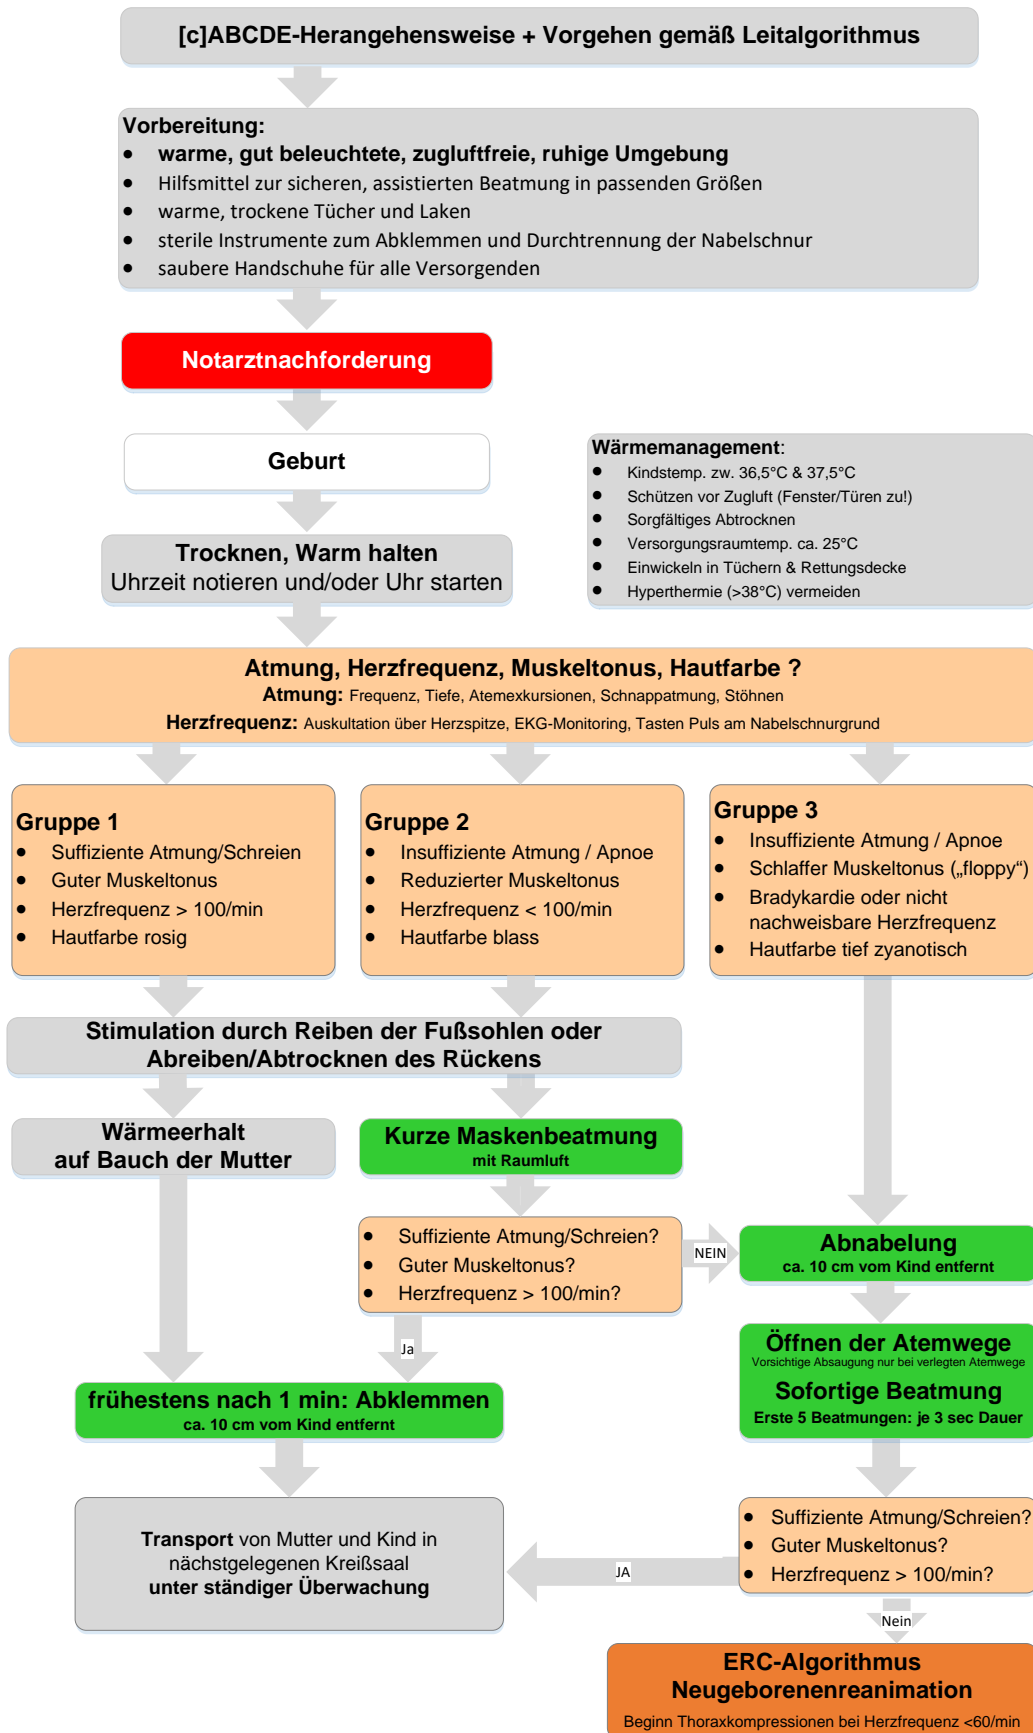 [c]ABCDE-Herangehensweise + Vorgehen gemäß Leitalgorithmus
Vorbereitung:
• warme, gut beleuchtete, zugluftfreie, ruhige Umgebung
• Hilfsmittel zur sicheren, assistierten Beatmung in passenden Größen
• warme, trockene Tücher und Laken
• sterile Instrumente zum Abklemmen und Durchtrennung der Nabelschnur
• saubere Handschuhe für alle Versorgenden
Notarztnachforderung
Geburt
Wärmemanagement:
• Kindstemp. zw. 36,5°C & 37,5°C
• Schützen vor Zugluft (Fenster/Türen zu!)
• Sorgfältiges Abtrocknen
• Versorgungsraumtemp. ca. 25°C
• Einwickeln in Tüchern & Rettungsdecke
• Hyperthermie (>38°C) vermeiden
Trocknen, Warm halten
Uhrzeit notieren und/oder Uhr starten
Atmung, Herzfrequenz, Muskeltonus, Hautfarbe ?
Atmung: Frequenz, Tiefe, Atemexkursionen, Schnappatmung, Stöhnen
Herzfrequenz: Auskultation über Herzspitze, EKG-Monitoring, Tasten Puls am Nabelschnurgrund
Gruppe 1
• Suffiziente Atmung/Schreien
• Guter Muskeltonus
• Herzfrequenz > 100/min
• Hautfarbe rosig
Gruppe 2
• Insuffiziente Atmung / Apnoe
• Reduzierter Muskeltonus
• Herzfrequenz < 100/min
• Hautfarbe blass
Gruppe 3
• Insuffiziente Atmung / Apnoe
• Schlaffer Muskeltonus („floppy“)
• Bradykardie oder nicht
nachweisbare Herzfrequenz
• Hautfarbe tief zyanotisch
Stimulation durch Reiben der Fußsohlen oder
Abreiben/Abtrocknen des Rückens
Wärmeerhalt
auf Bauch der Mutter
Kurze Maskenbeatmung
mit Raumluft
• Suffiziente Atmung/Schreien?
• Guter Muskeltonus?
• Herzfrequenz > 100/min?
NEIN
Ja
Abnabelung
ca. 10 cm vom Kind entfernt
Öffnen der Atemwege
Vorsichtige Absaugung nur bei verlegten Atemwege
Sofortige Beatmung
Erste 5 Beatmungen: je 3 sec Dauer
frühestens nach 1 min: Abklemmen
ca. 10 cm vom Kind entfernt
Transport von Mutter und Kind in
nächstgelegenen Kreißsaal
unter ständiger Überwachung
• Suffiziente Atmung/Schreien?
• Guter Muskeltonus?
• Herzfrequenz > 100/min?
JA
Nein
ERC-Algorithmus
Neugeborenenreanimation
Beginn Thoraxkompressionen bei Herzfrequenz <60/min